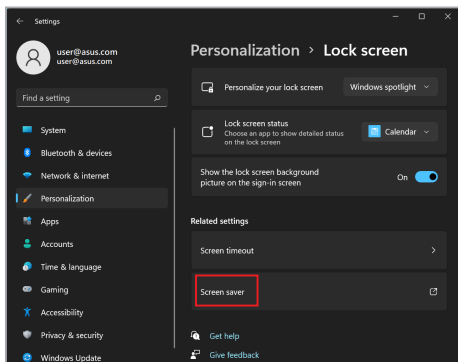 Settings
user@asus.com
user@asus.com
Find a setting
System
Bluetooth & devices
Network & internet
Personalization
Apps
Accounts
Time & language
Gaming
Accessibility
Privacy & security
Windows Update
Personalization > Lock screen
Personalize your lock screen
Windows spotlight
Lock screen status
Choose an app to show detailed status
on the lock screen
Calendar
Show the lock screen background
picture on the sign-in screen
On
Related settings
Screen timeout
Screen saver
Get help
Give feedback